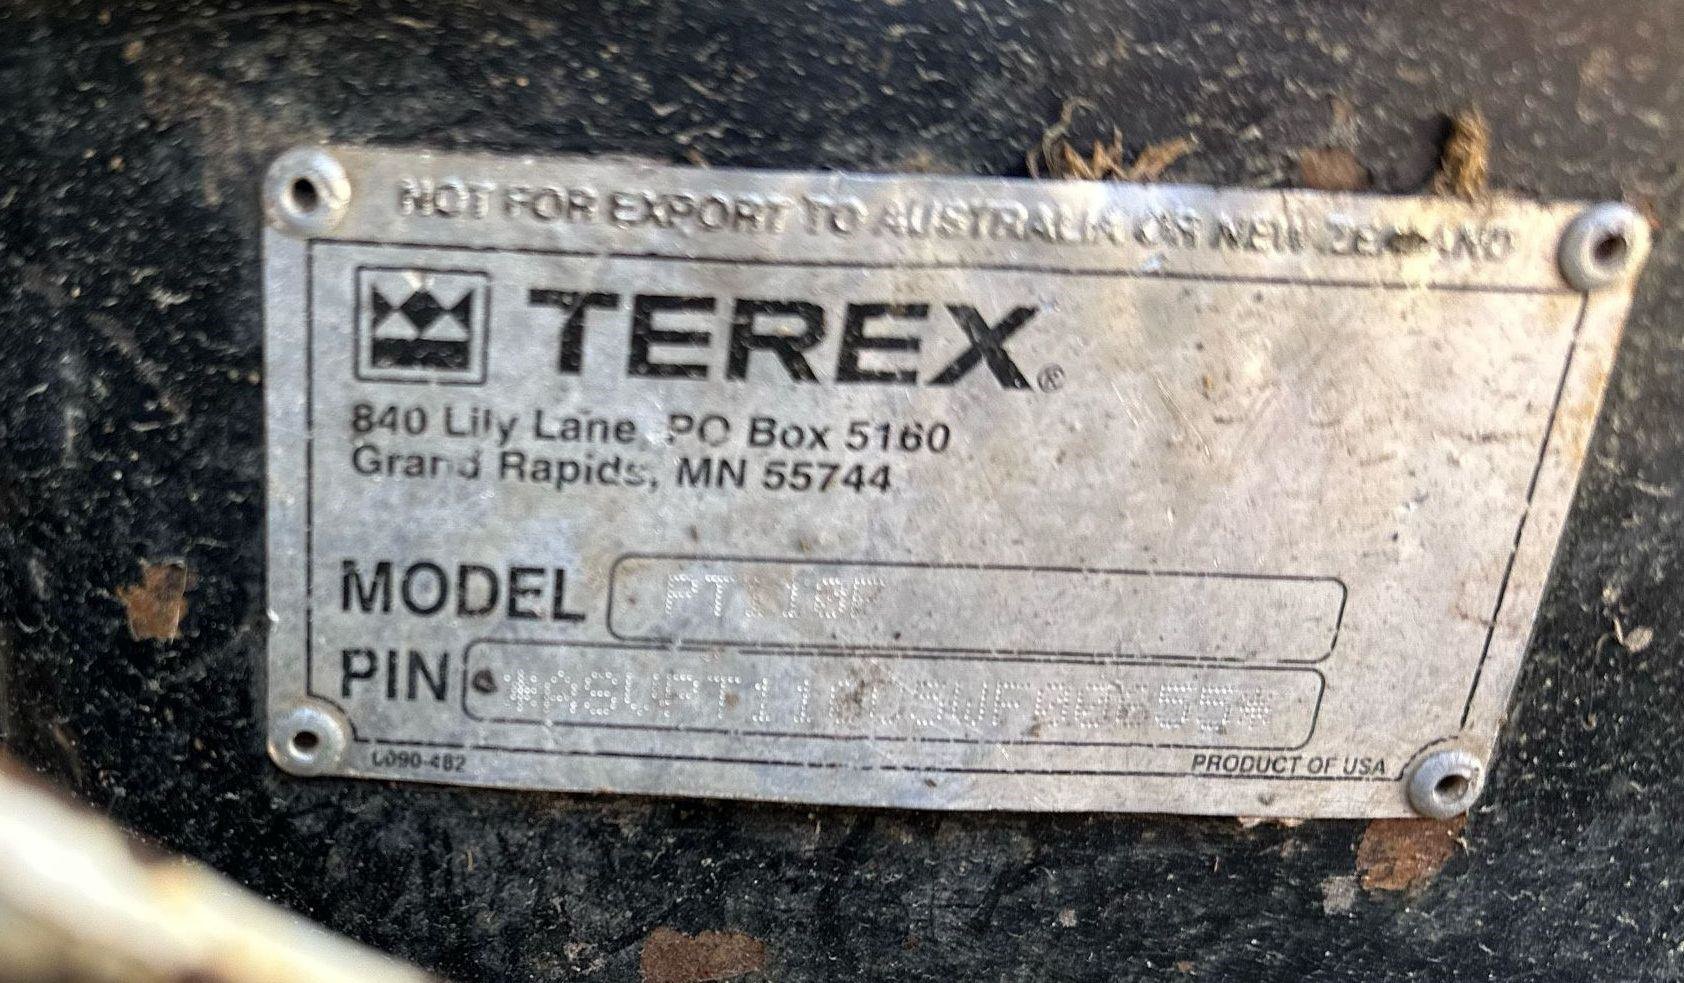 NOT FOR EXPORT TO AUSTRALIA OR NEW ZEALAND
TEREX®
840 Lily Lane, PO Box 5160
Grand Rapids, MN 55744
MODEL PT110F
PIN
PRODUCT OF USA